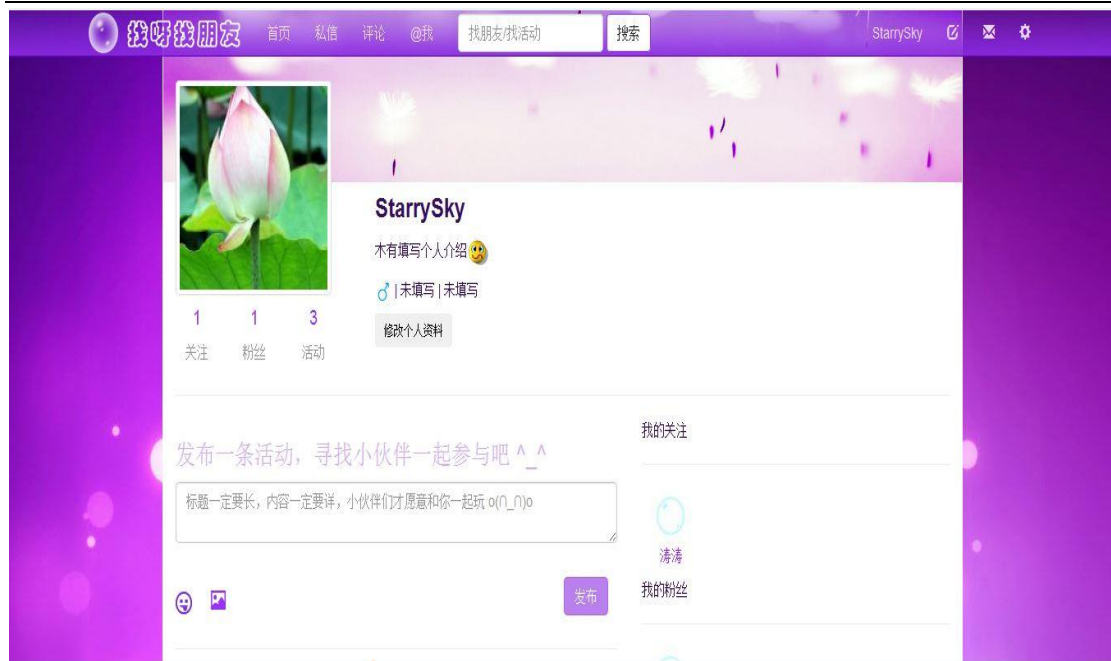 找呀找朋友 首页 私信 评论 @我 找朋友/找活动 搜索 StarrySky
StarrySky
木有填写个人介绍
| 未填写 | 未填写
修改个人资料
1 1 3
关注 粉丝 活动
发布一条活动，寻找小伙伴一起参与吧 ^_^
标题一定要长，内容一定要详，小伙伴们才愿意和你一起玩 o(∩_∩)o
发布
我的关注
涛涛
我的粉丝